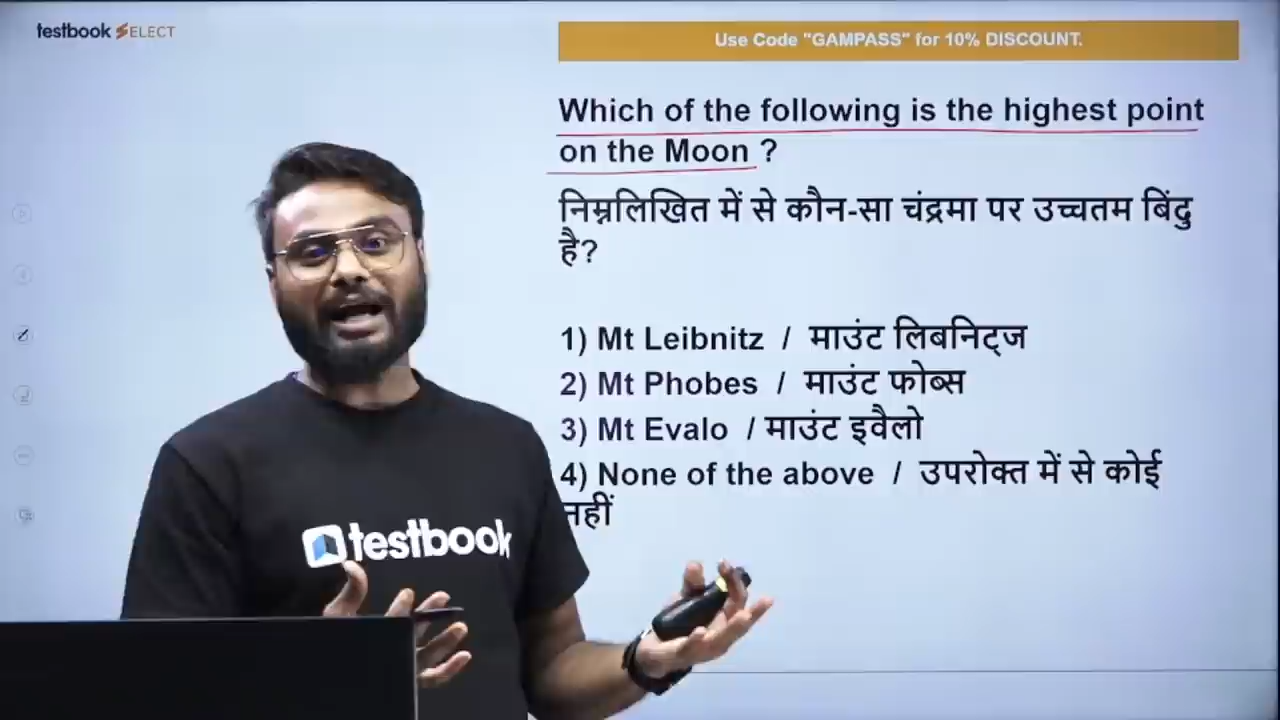 testbook SELECT
Use Code "GAMPASS" for 10% DISCOUNT.
Which of the following is the highest point
on the Moon ?
निम्नलिखित में से कौन-सा चंद्रमा पर उच्चतम बिंदु
है?
1) Mt Leibnitz / माउंट लिबनिट्ज
2) Mt Phobes / माउंट फोब्स
3) Mt Evalo / माउंट इवैलो
4) None of the above / उपरोक्त में से कोई
नहीं
testbook